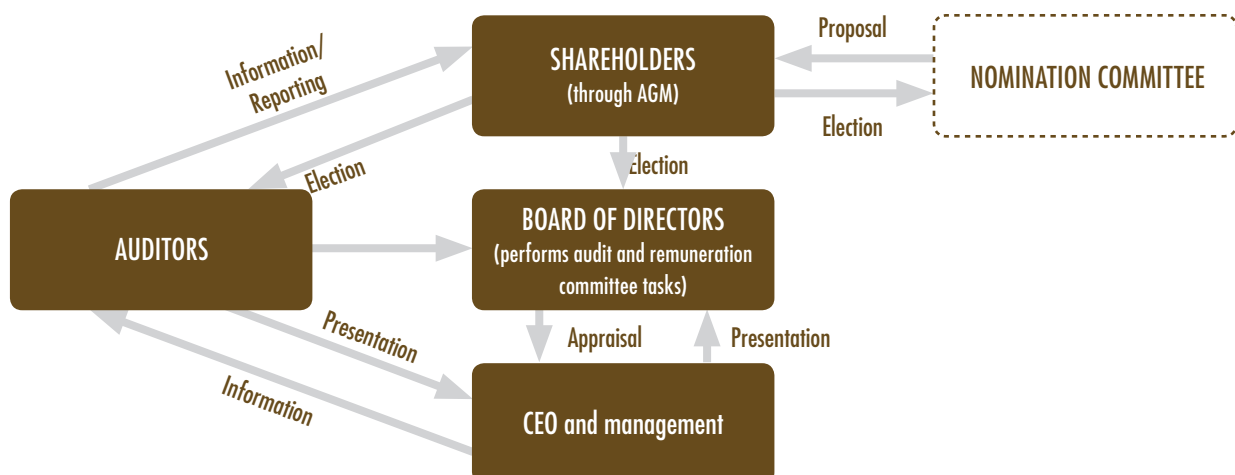 Proposal
Information/
Reporting
SHAREHOLDERS
(through AGM)
NOMINATION COMMITTEE
Election
Election
Election
AUDITORS
BOARD OF DIRECTORS
(performs audit and remuneration
committee tasks)
Presentation
Appraisal
Presentation
Information
CEO and management